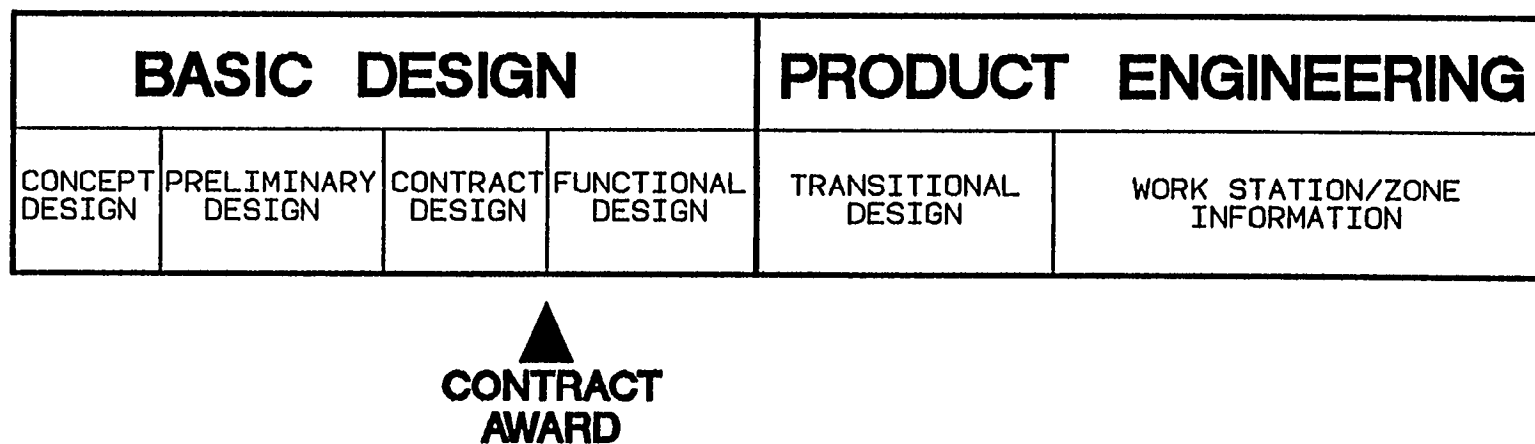 BASIC DESIGN
PRODUCT ENGINEERING
CONCEPT
DESIGN
PRELIMINARY
DESIGN
CONTRACT
DESIGN
FUNCTIONAL
DESIGN
TRANSITIONAL
DESIGN
WORK STATION/ZONE
INFORMATION
CONTRACT
AWARD